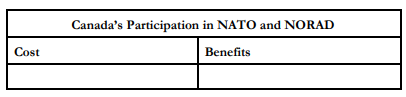 Canada’s Participation in NATO and NORAD
Cost Benefits